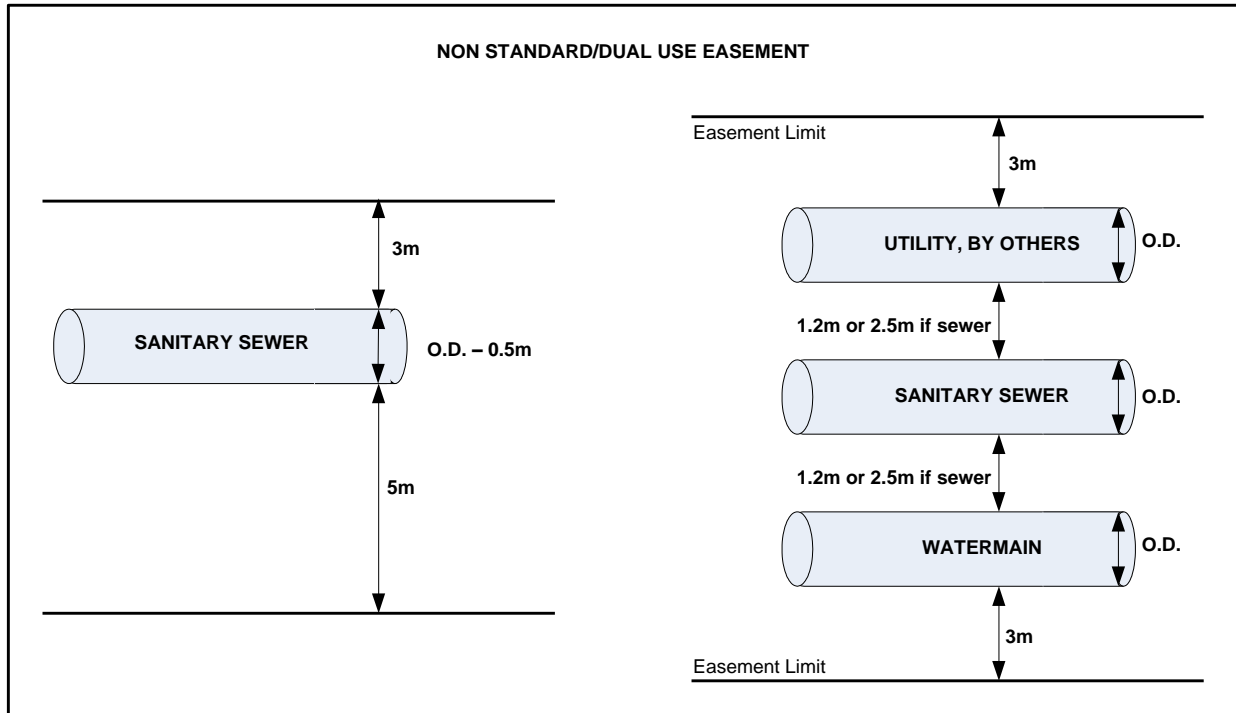 NON STANDARD/DUAL USE EASEMENT
3m
SANITARY SEWER
O.D. – 0.5m
5m
Easement Limit
3m
UTILITY, BY OTHERS
O.D.
1.2m or 2.5m if sewer
SANITARY SEWER
O.D.
1.2m or 2.5m if sewer
WATERMAIN
O.D.
3m
Easement Limit